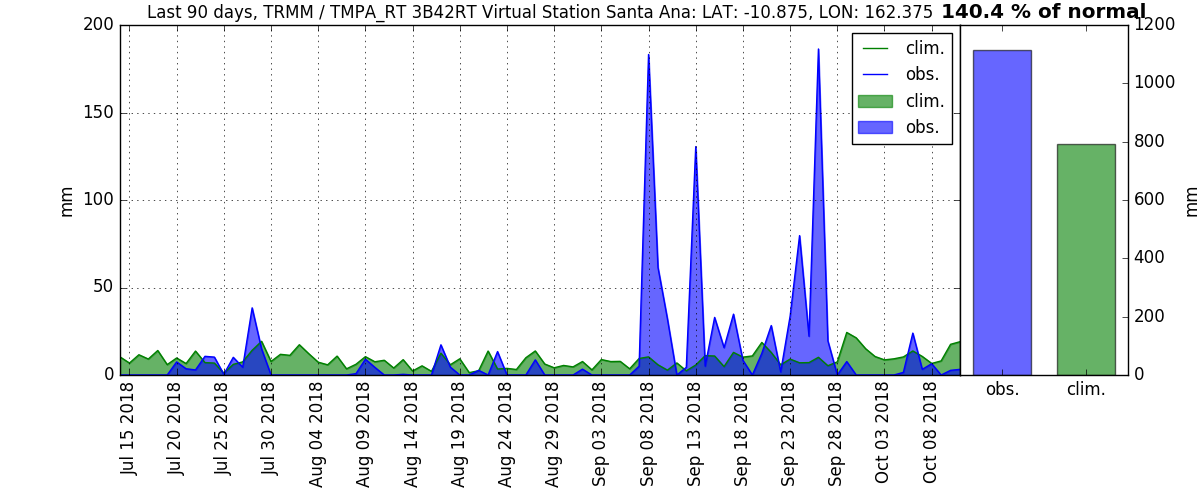 Last 90 days, TRMM / TMPA_RT 3B42RT Virtual Station Santa Ana: LAT: -10.875, LON: 162.375 140.4 % of normal
200
150
100
50
0
mm
clim.
obs.
clim.
obs.
1200
1000
800
600
400
200
0
mm
obs. clim.
Jul 15 2018
Jul 20 2018
Jul 25 2018
Jul 30 2018
Aug 04 2018
Aug 09 2018
Aug 14 2018
Aug 19 2018
Aug 24 2018
Aug 29 2018
Sep 03 2018
Sep 08 2018
Sep 13 2018
Sep 18 2018
Sep 23 2018
Sep 28 2018
Oct 03 2018
Oct 08 2018